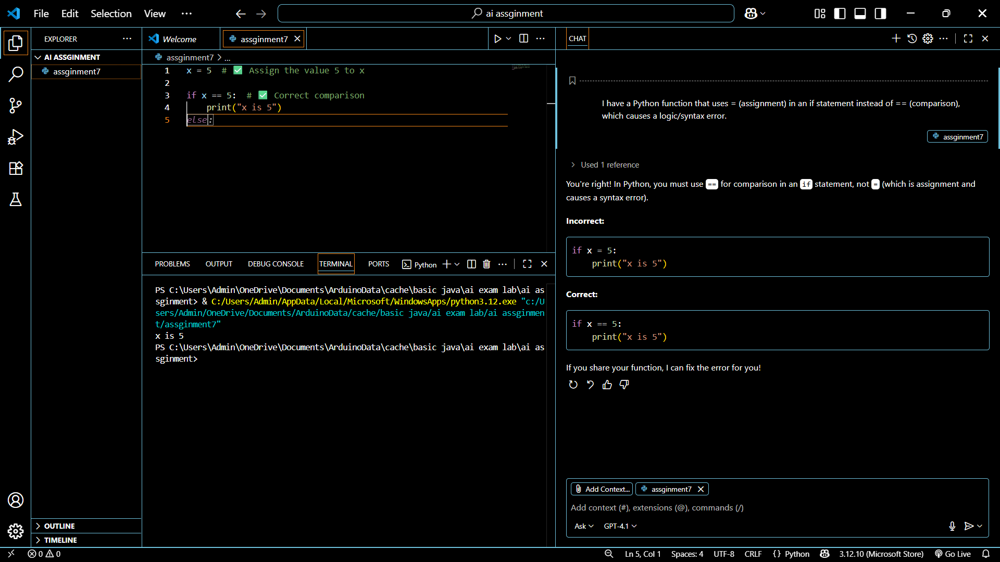 File Edit Selection View ...
ai assginment
EXPLORER ...
AI ASSGINMENT
assginment7
OUTLINE
TIMELINE
Welcome
assginment7
assginment7 > ...
1 x = 5 # ✅ Assign the value 5 to x
2
3 if x == 5: # ✅ Correct comparison
4 print("x is 5")
5 else:
PROBLEMS OUTPUT DEBUG CONSOLE TERMINAL PORTS Python
PS C:\Users\Admin\OneDrive\Documents\ArduinoData\cache\basic java\ai exam lab\ai as
sginment> & C:/Users/Admin/AppData/Local/Microsoft/WindowsApps/python3.12.exe "c:/U
sers/Admin/OneDrive/Documents/ArduinoData/cache/basic java/ai exam lab/ai assginmen
t/assginment7"
x is 5
PS C:\Users\Admin\OneDrive\Documents\ArduinoData\cache\basic java\ai exam lab\ai as
sginment>
CHAT
I have a Python function that uses = (assignment) in an if statement instead of == (comparison),
which causes a logic/syntax error.
assginment7
Used 1 reference
You're right! In Python, you must use == for comparison in an if statement, not = (which is assignment and
causes a syntax error).
Incorrect:
if x = 5:
print("x is 5")
Correct:
if x == 5:
print("x is 5")
If you share your function, I can fix the error for you!
Add Context... assginment7
Add context (#), extensions (@), commands (/)
Ask GPT-4.1
0 0 Ln 5, Col 1 Spaces: 4 UTF-8 CRLF {} Python 3.12.10 (Microsoft Store) Go Live